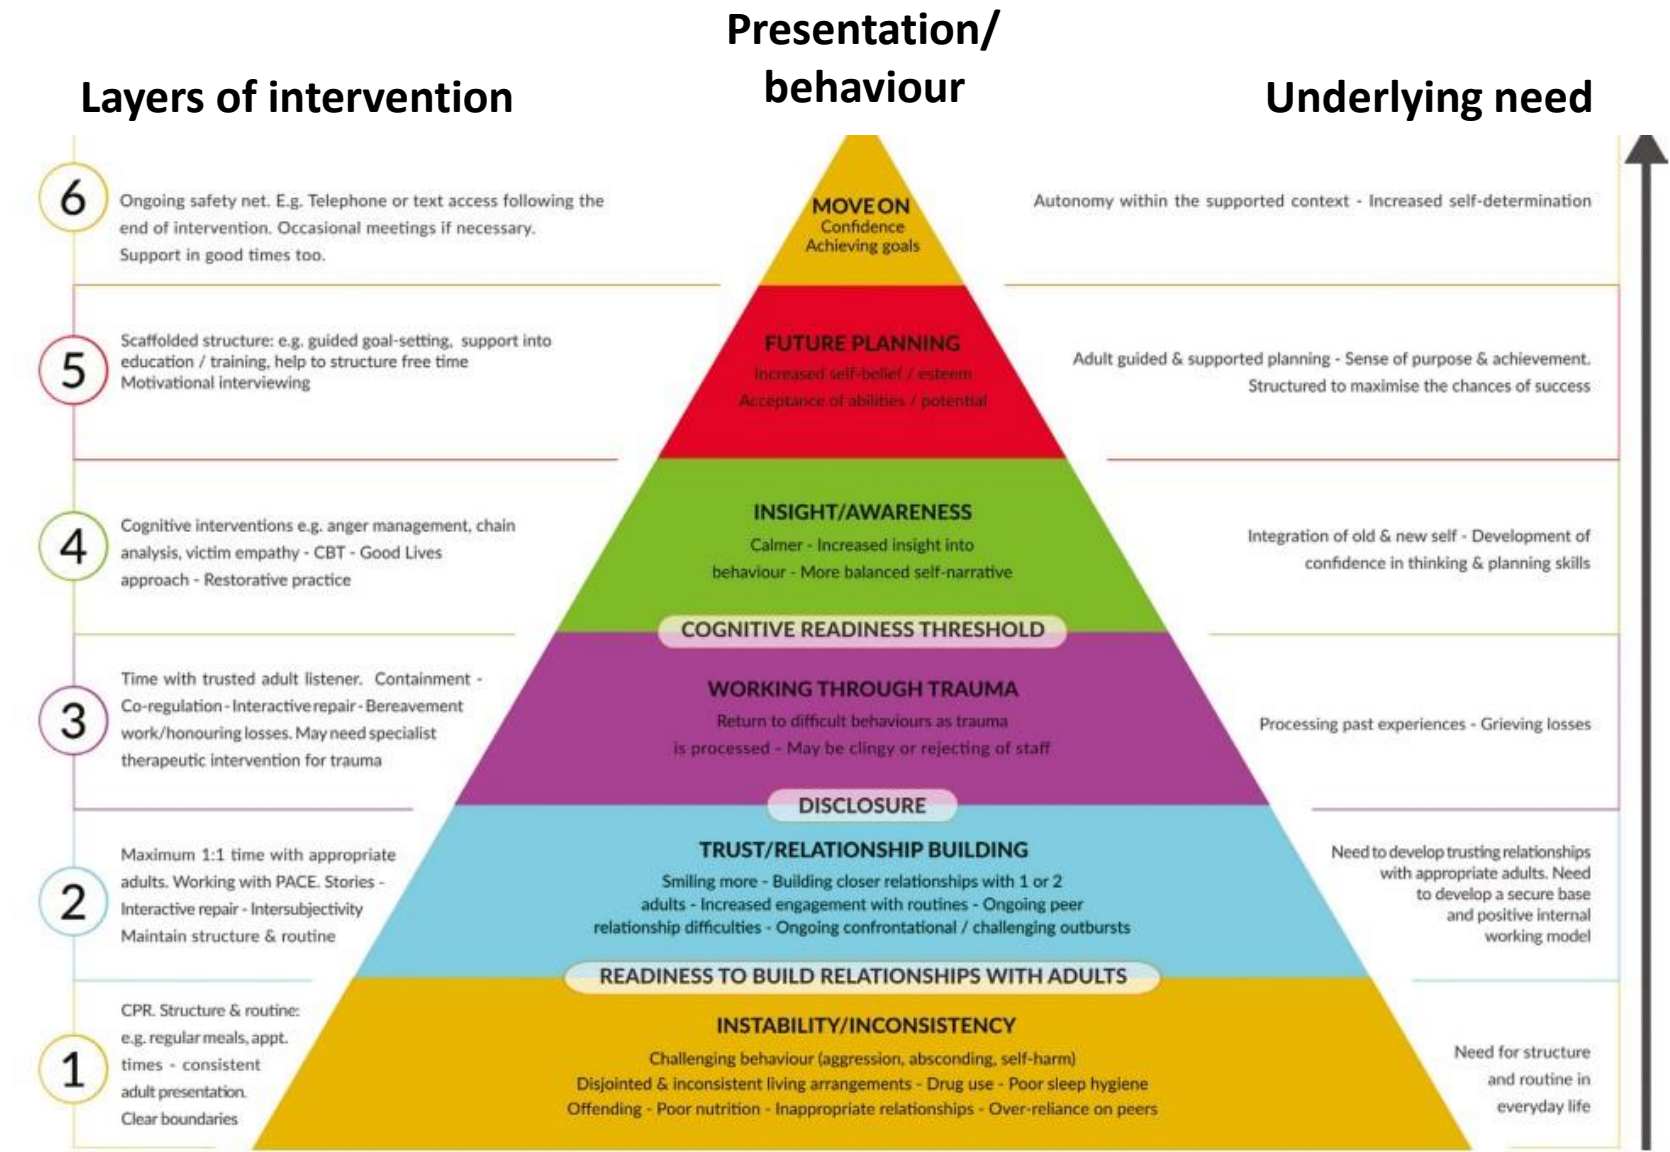 Presentation/
behaviour
Layers of intervention
Underlying need
6
Ongoing safety net. E.g. Telephone or text access following the
end of intervention. Occasional meetings if necessary.
Support in good times too.
MOVE ON
Confidence
Achieving goals
Autonomy within the supported context - Increased self-determination
5
Scaffolded structure: e.g. guided goal-setting, support into
education / training, help to structure free time
Motivational interviewing
FUTURE PLANNING
Increased self-belief / esteem
Acceptance of abilities / potential
Adult guided & supported planning - Sense of purpose & achievement.
Structured to maximise the chances of success
4
Cognitive interventions e.g. anger management, chain
analysis, victim empathy - CBT - Good Lives
approach - Restorative practice
INSIGHT/AWARENESS
Calmer - Increased insight into
behaviour - More balanced self-narrative
Integration of old & new self - Development of
confidence in thinking & planning skills
COGNITIVE READINESS THRESHOLD
3
Time with trusted adult listener. Containment -
Co-regulation - Interactive repair - Bereavement
work/honouring losses. May need specialist
therapeutic intervention for trauma
WORKING THROUGH TRAUMA
Return to difficult behaviours as trauma
is processed - May be clingy or rejecting of staff
Processing past experiences - Grieving losses
DISCLOSURE
2
Maximum 1:1 time with appropriate
adults. Working with PACE. Stories -
Interactive repair - Intersubjectivity
Maintain structure & routine
TRUST/RELATIONSHIP BUILDING
Smiling more - Building closer relationships with 1 or 2
adults - Increased engagement with routines - Ongoing peer
relationship difficulties - Ongoing confrontational / challenging outbursts
Need to develop trusting relationships
with appropriate adults. Need
to develop a secure base
and positive internal
working model
READINESS TO BUILD RELATIONSHIPS WITH ADULTS
1
CPR. Structure & routine:
e.g. regular meals, appt.
times - consistent
adult presentation.
Clear boundaries
INSTABILITY/INCONSISTENCY
Challenging behaviour (aggression, absconding, self-harm)
Disjointed & inconsistent living arrangements - Drug use - Poor sleep hygiene
Offending - Poor nutrition - Inappropriate relationships - Over-reliance on peers
Need for structure
and routine in
everyday life